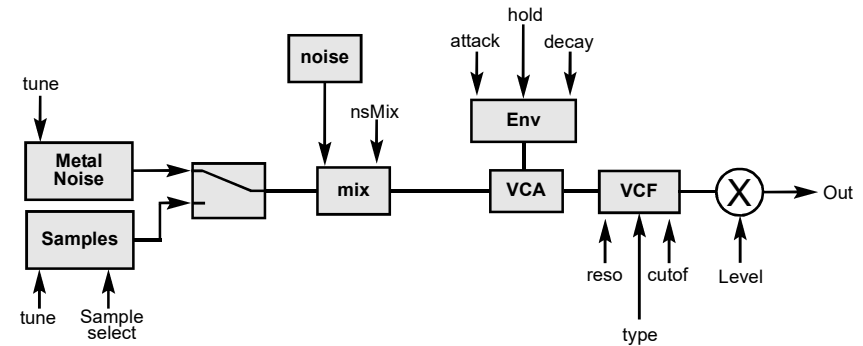 hold
attack
decay
noise
tune
nsMix
Env
Metal
Noise
mix
VCA
VCF
X
Out
Samples
reso
cutof
Level
tune
Sample
select
type